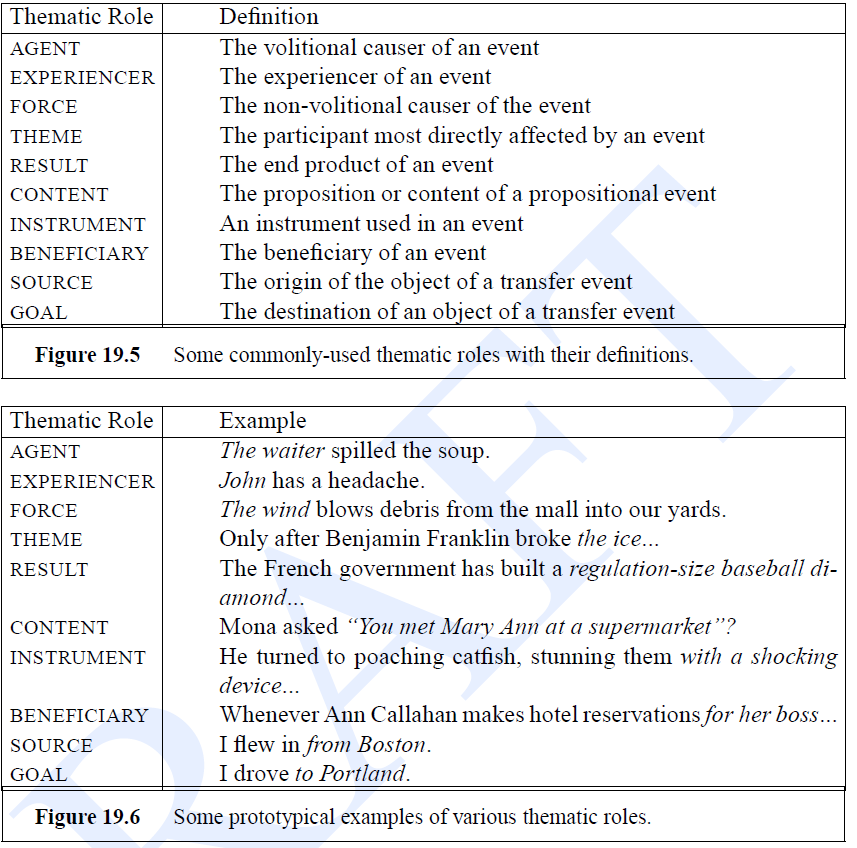 Thematic Role Definition
AGENT The volitional causer of an event
EXPERIENCER The experiencer of an event
FORCE The non-volitional causer of the event
THEME The participant most directly affected by an event
RESULT The end product of an event
CONTENT The proposition or content of a propositional event
INSTRUMENT An instrument used in an event
BENEFICIARY The beneficiary of an event
SOURCE The origin of the object of a transfer event
GOAL The destination of an object of a transfer event
Figure 19.5 Some commonly-used thematic roles with their definitions.
Thematic Role Example
AGENT The waiter spilled the soup.
EXPERIENCER John has a headache.
FORCE The wind blows debris from the mall into our yards.
THEME Only after Benjamin Franklin broke the ice...
RESULT The French government has built a regulation-size baseball di-
amond...
CONTENT Mona asked “You met Mary Ann at a supermarket”?
INSTRUMENT He turned to poaching catfish, stunning them with a shocking
device...
BENEFICIARY Whenever Ann Callahan makes hotel reservations for her boss...
SOURCE I flew in from Boston.
GOAL I drove to Portland.
Figure 19.6 Some prototypical examples of various thematic roles.
RAFT